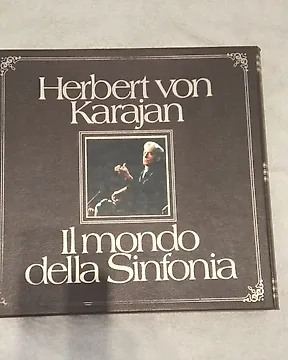 Herbert von
Karajan
Il mondo
della Sinfonia